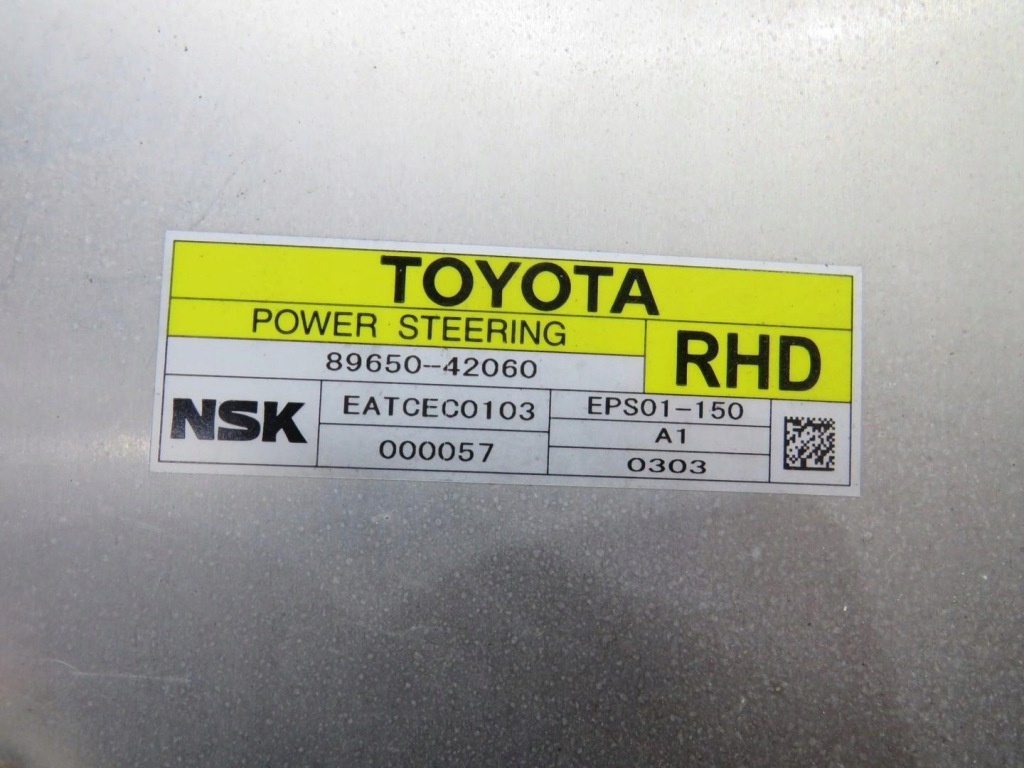 TOYOTA
POWER STEERING
RHD
89650-42060
NSK
EATCEC0103
EPS01-150
A1
000057
0303